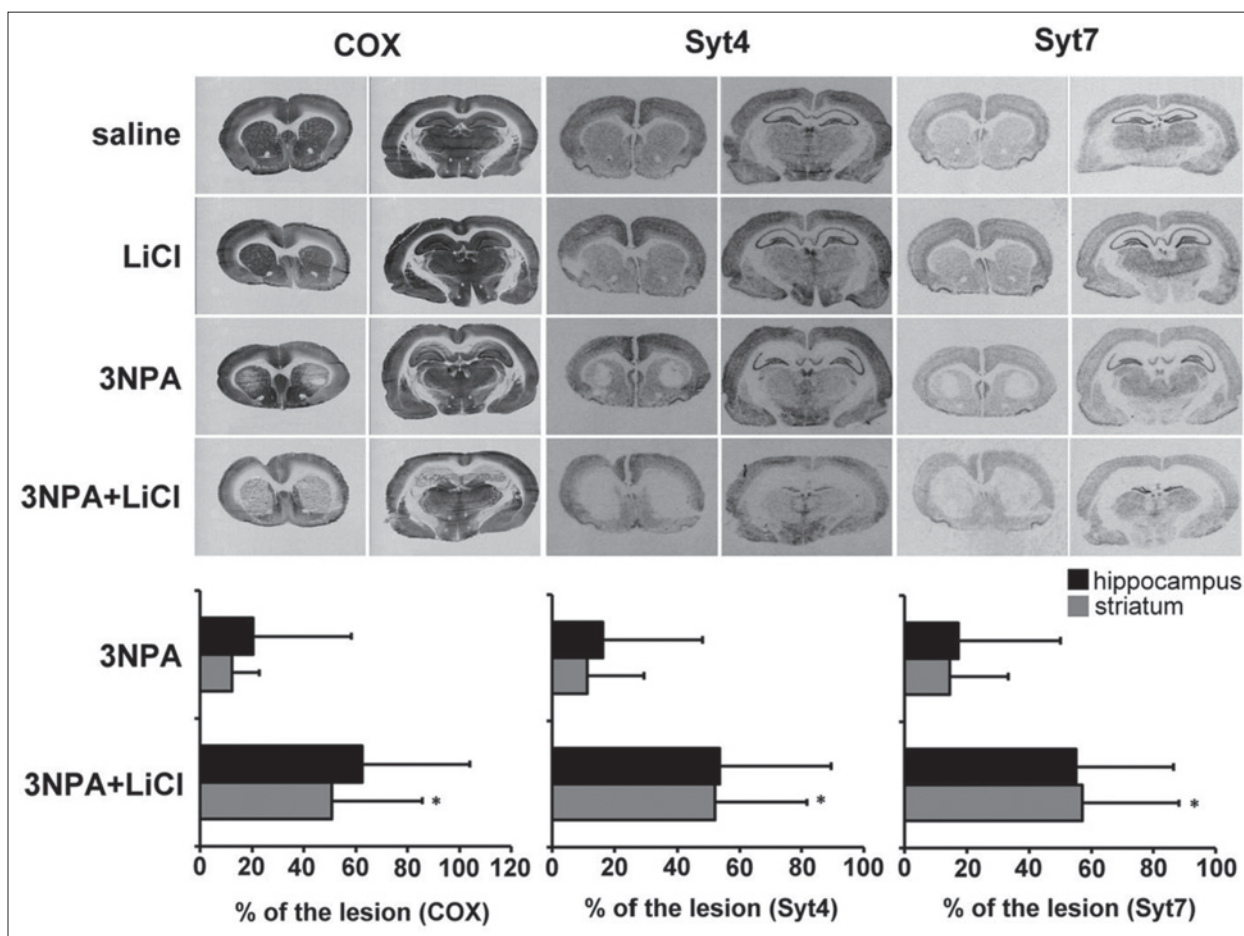 COX Syt4 Syt7
saline
LiCl
3NPA
3NPA+LiCl
hippocampus
striatum
3NPA
3NPA+LiCl
*
*
*
0 20 40 60 80 100 120
0 20 40 60 80 100
0 20 40 60 80 100
% of the lesion (COX)
% of the lesion (Syt4)
% of the lesion (Syt7)